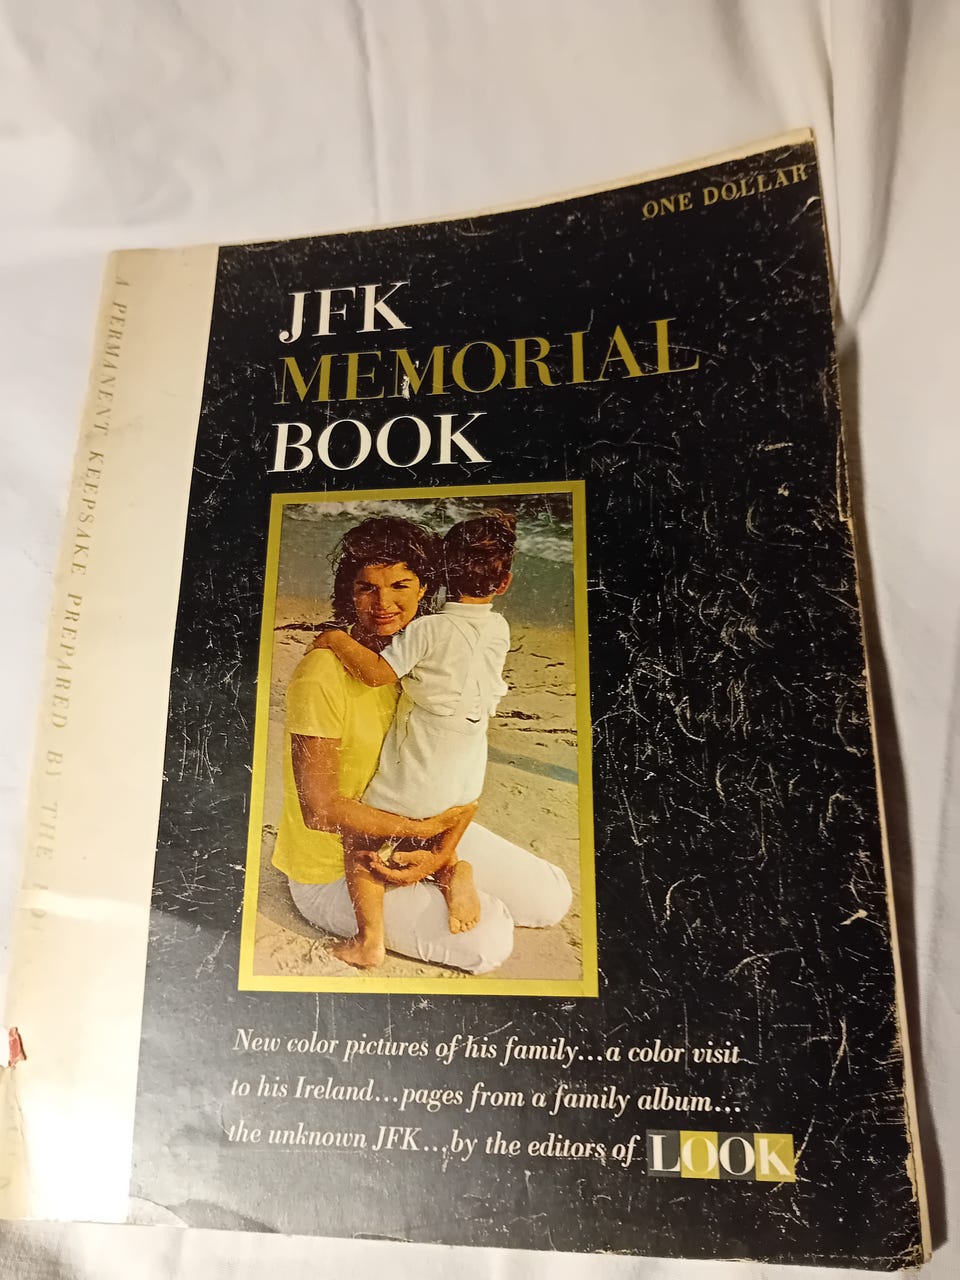 ONE DOLLAR
JFK
MEMORIAL
BOOK
New color pictures of his family...a color visit
to his Ireland...pages from a family album...
the unknown JFK...by the editors of LOOK
A PERMANENT KEEPSAKE PREPARED BY THE